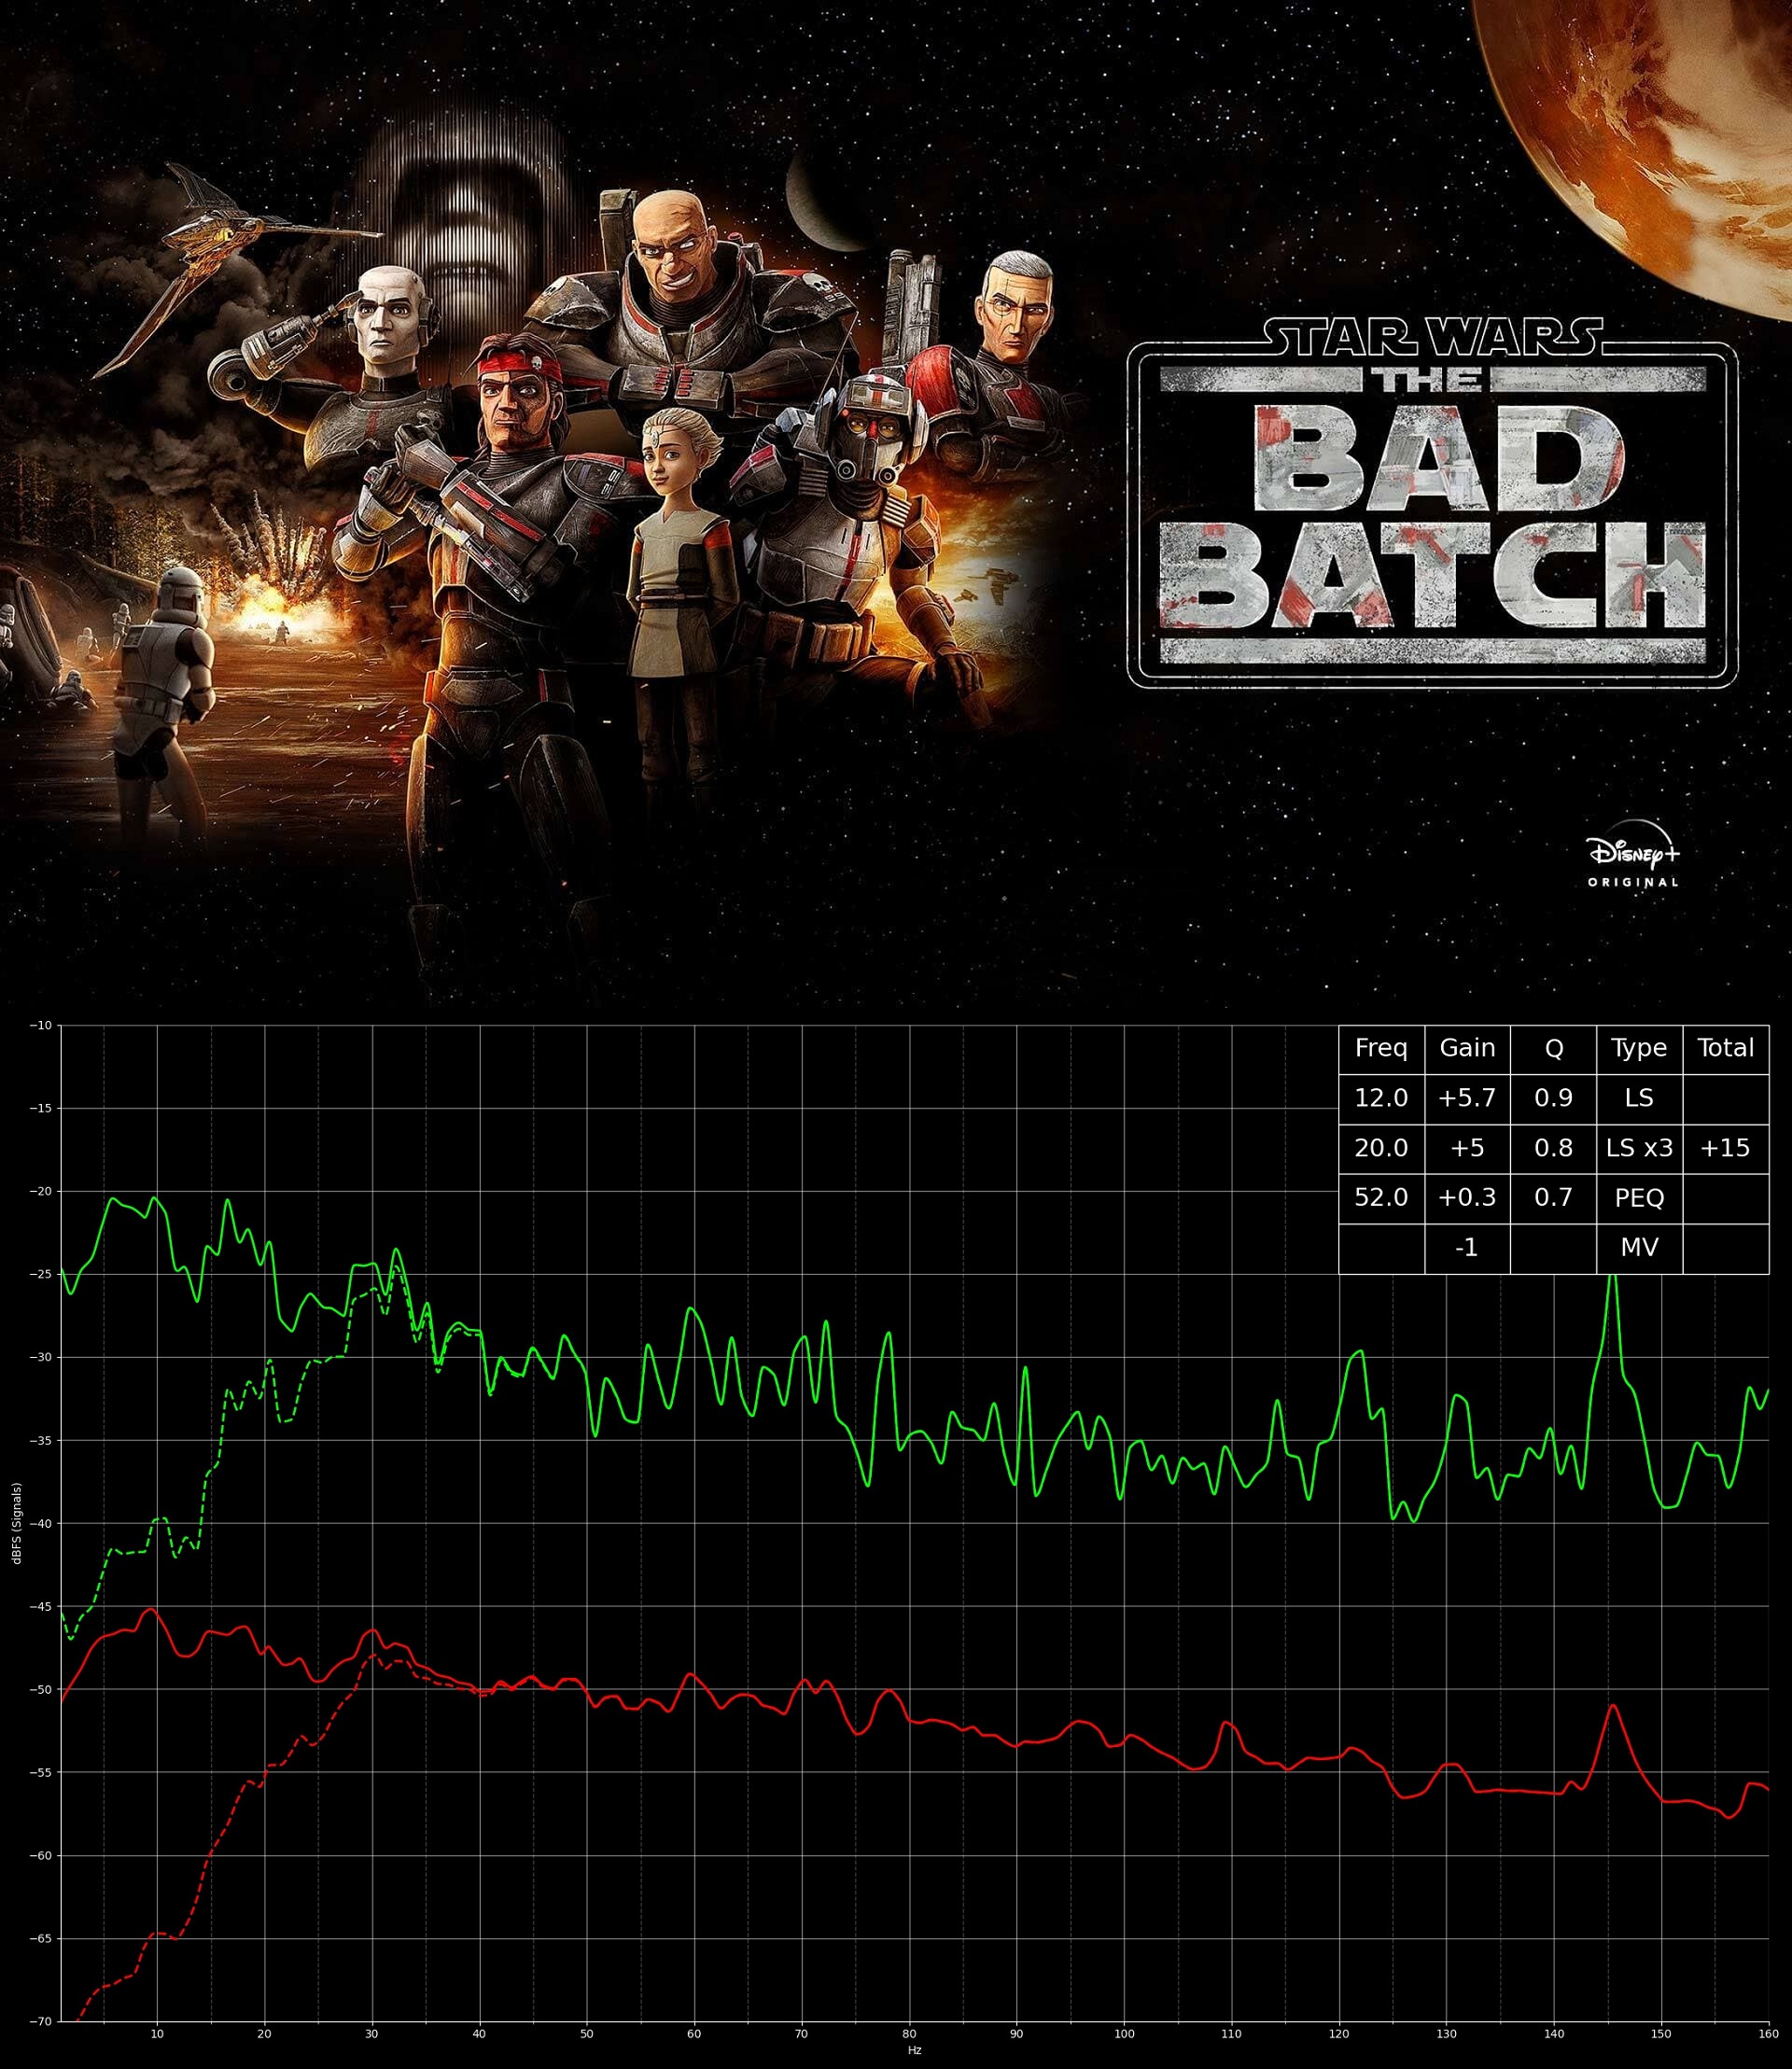 STAR WARS
THE
BAD
BATCH
Disney+
ORIGINAL
Freq Gain Q Type Total
12.0 +5.7 0.9 LS
20.0 +5 0.8 LS x3 +15
52.0 +0.3 0.7 PEQ
-1 MV
−10
−15
−20
−25
−30
−35
−40
−45
−50
−55
−60
−65
−70
dBFS (Signals)
10 20 30 40 50 60 70 80 90 100 110 120 130 140 150 160
Hz